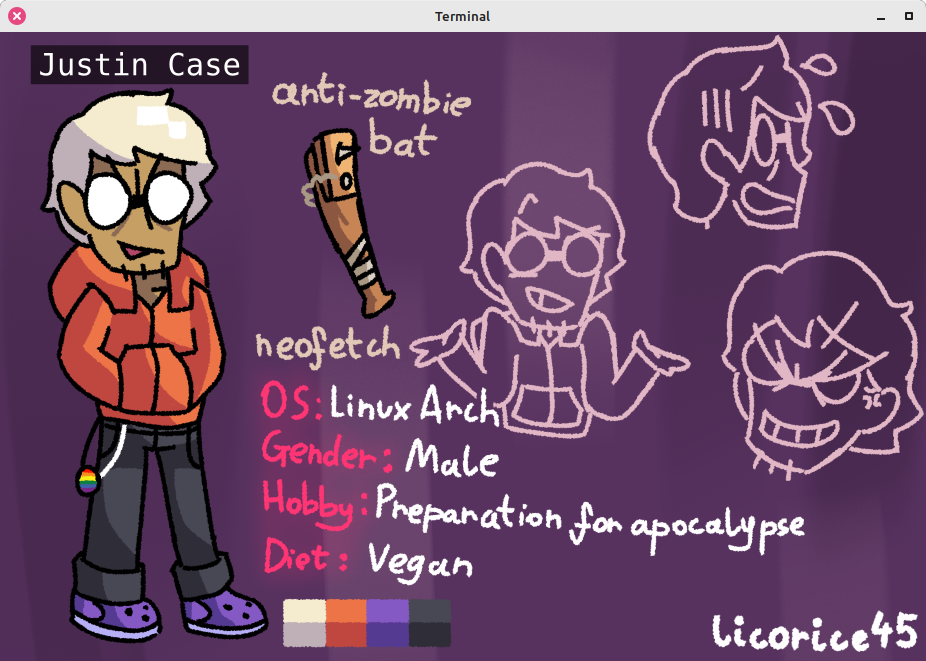 Terminal
Justin Case
anti-zombie
bat
neofetch
OS: Linux Arch
Gender: Male
Hobby: Preparation for apocalypse
Diet: Vegan
licorice45